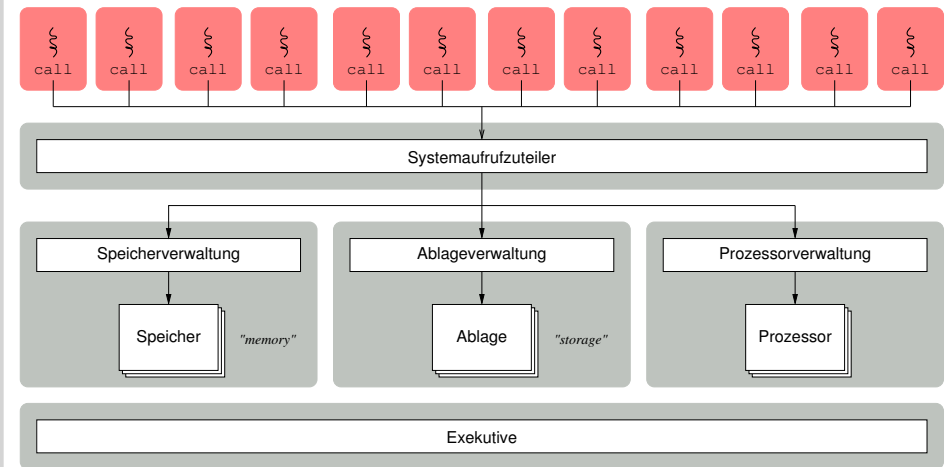 call call call call call call call call call call call call
Systemaufrufzuteiler
Speicherverwaltung Ablageverwaltung Prozessorverwaltung
Speicher "memory" Ablage "storage" Prozessor
Exekutive